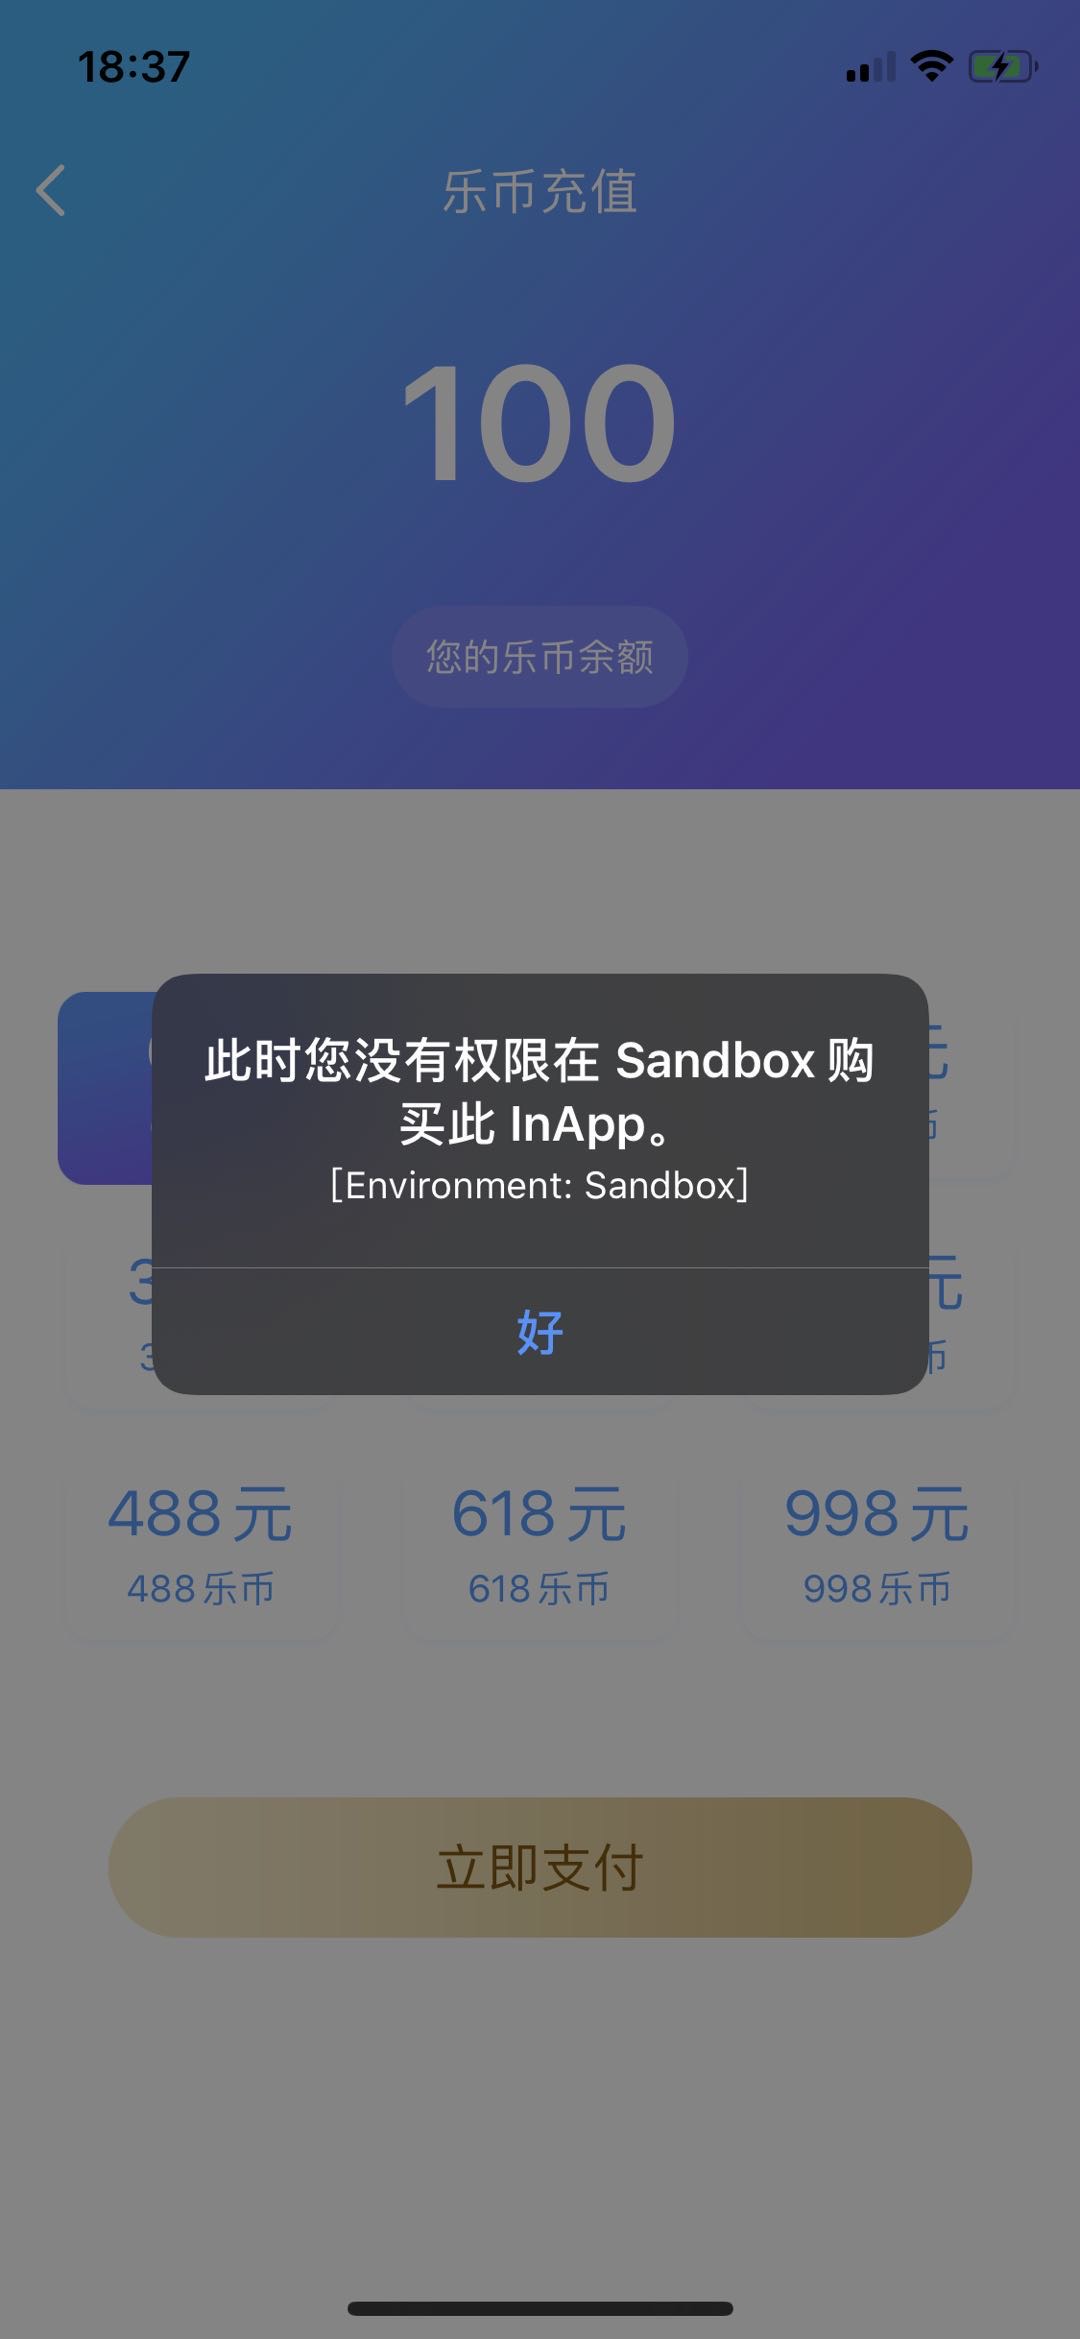 18:37
乐币充值
100
您的乐币余额
此时您没有权限在 Sandbox 购
买此 InApp。
[Environment: Sandbox]
好
488元
618元
998元
488乐币
618乐币
998乐币
立即支付